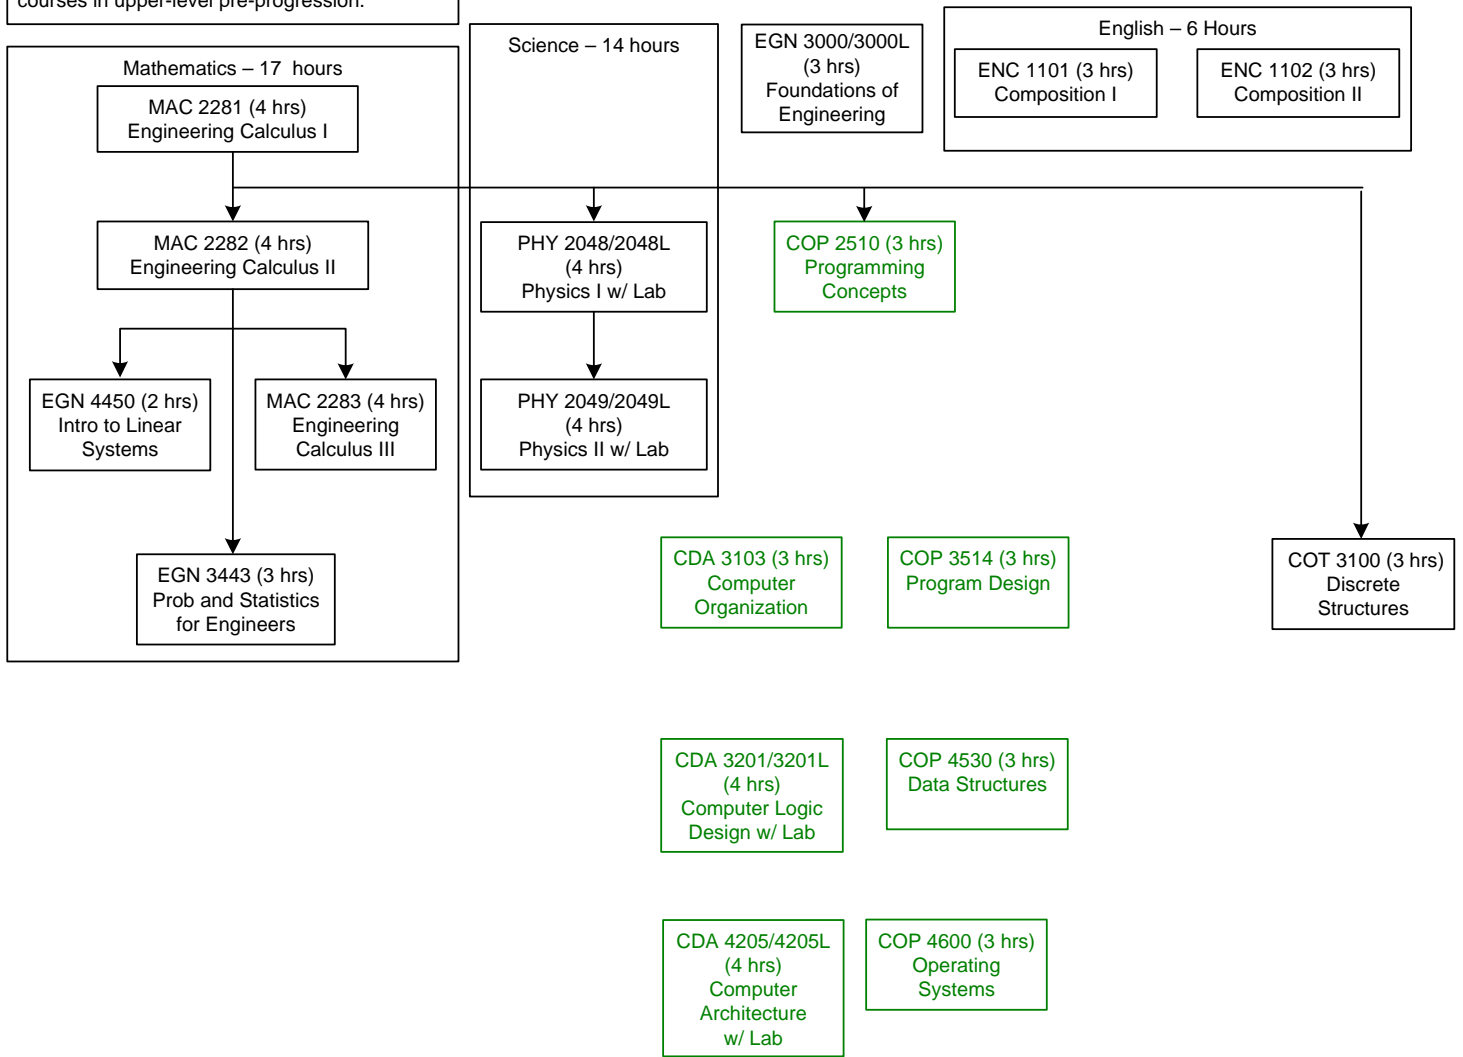 courses in upper-level pre-progression.
Mathematics – 17 hours
MAC 2281 (4 hrs)
Engineering Calculus I
MAC 2282 (4 hrs)
Engineering Calculus II
EGN 4450 (2 hrs)
Intro to Linear
Systems
MAC 2283 (4 hrs)
Engineering
Calculus III
EGN 3443 (3 hrs)
Prob and Statistics
for Engineers
Science – 14 hours
PHY 2048/2048L
(4 hrs)
Physics I w/ Lab
PHY 2049/2049L
(4 hrs)
Physics II w/ Lab
EGN 3000/3000L
(3 hrs)
Foundations of
Engineering
English – 6 Hours
ENC 1101 (3 hrs)
Composition I
ENC 1102 (3 hrs)
Composition II
COP 2510 (3 hrs)
Programming
Concepts
CDA 3103 (3 hrs)
Computer
Organization
COP 3514 (3 hrs)
Program Design
COT 3100 (3 hrs)
Discrete
Structures
CDA 3201/3201L
(4 hrs)
Computer Logic
Design w/ Lab
COP 4530 (3 hrs)
Data Structures
CDA 4205/4205L
(4 hrs)
Computer
Architecture
w/ Lab
COP 4600 (3 hrs)
Operating
Systems